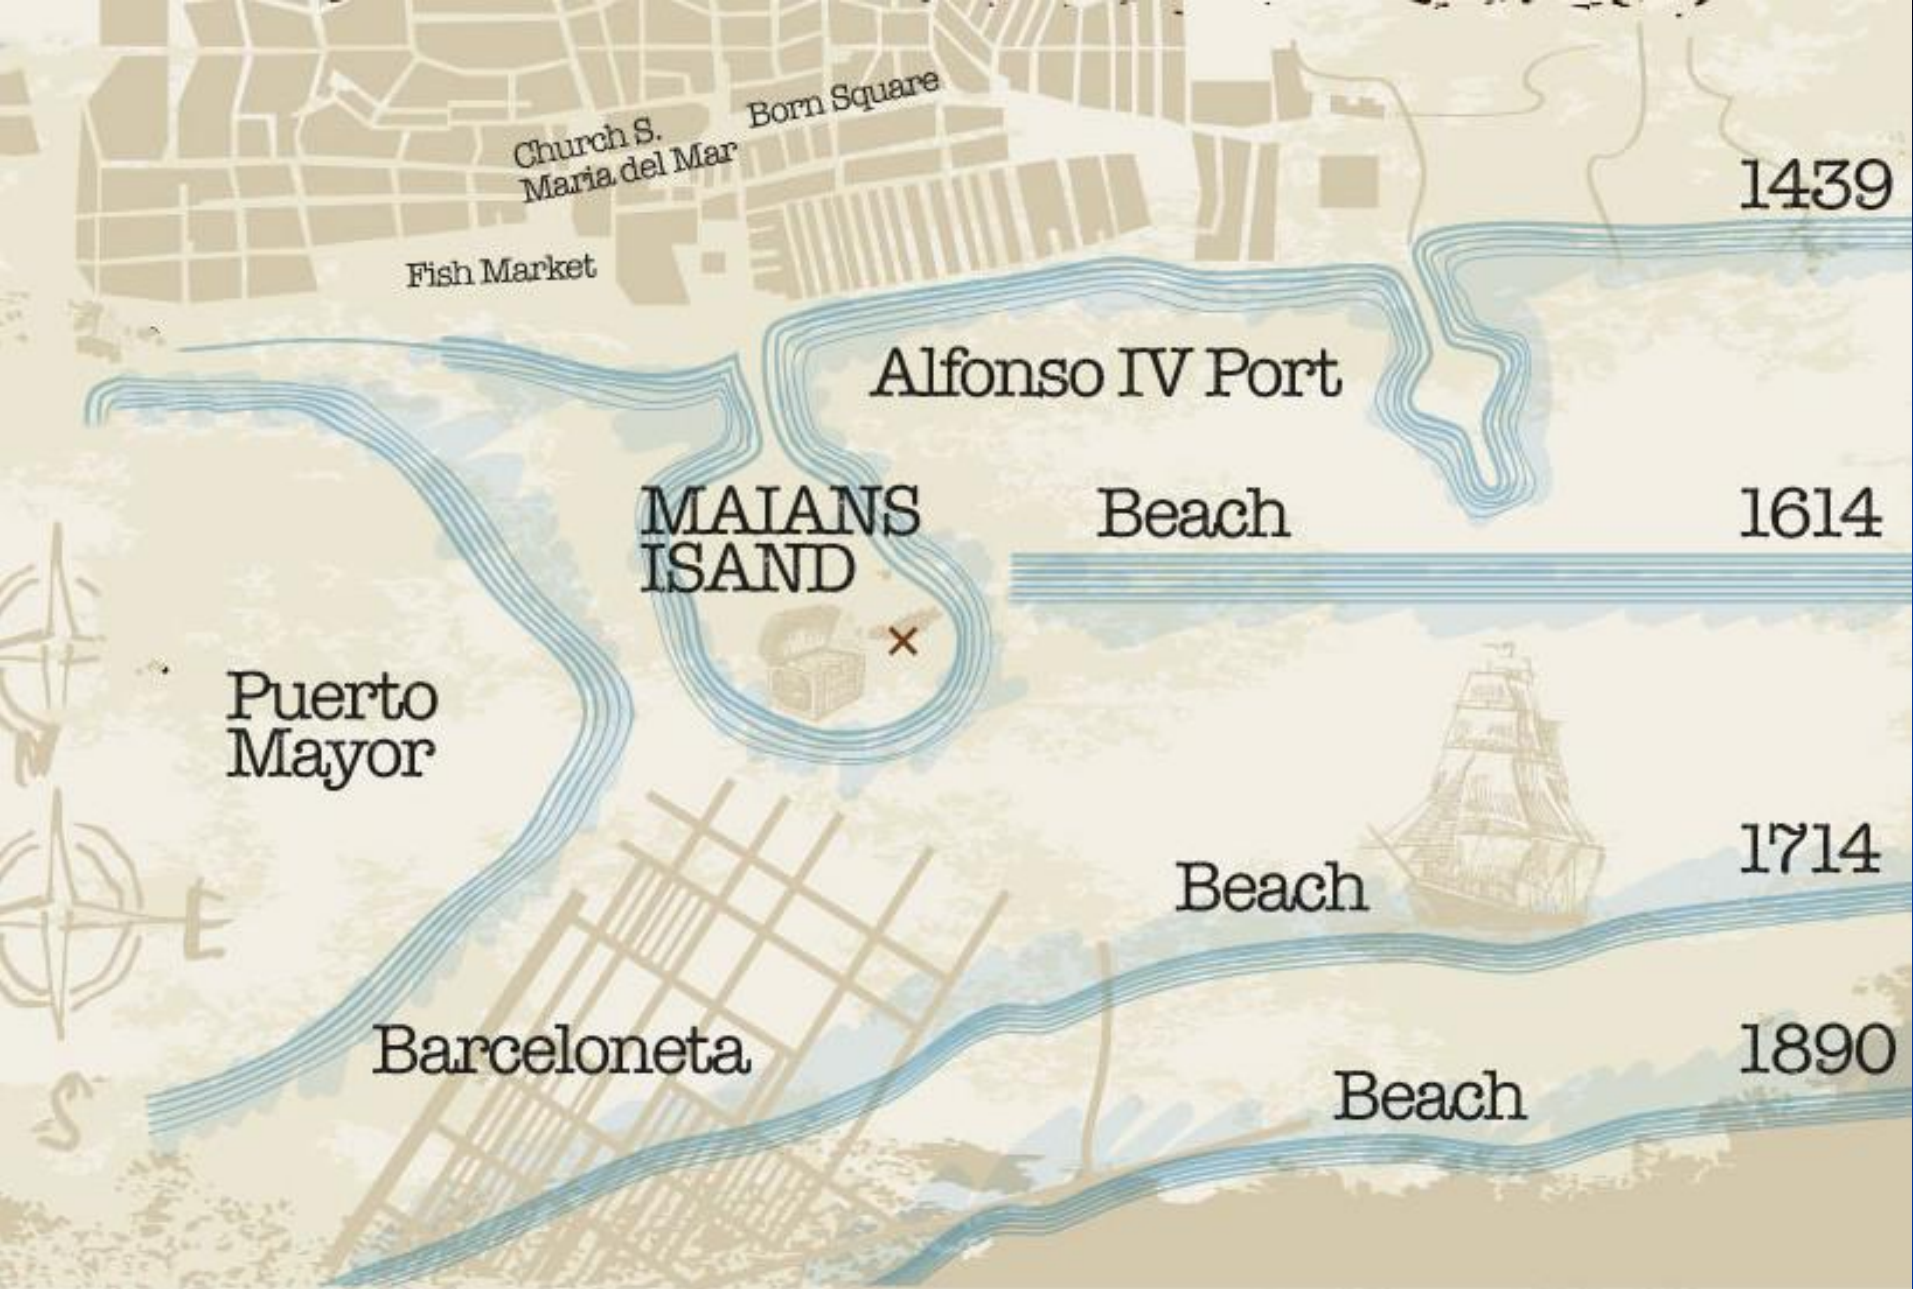 Born Square
Church S.
Maria del Mar
1439
Fish Market
Alfonso IV Port
MAIANS
ISAND
Beach
1614
Puerto
Mayor
1714
Beach
E
Barceloneta
1890
Beach
S